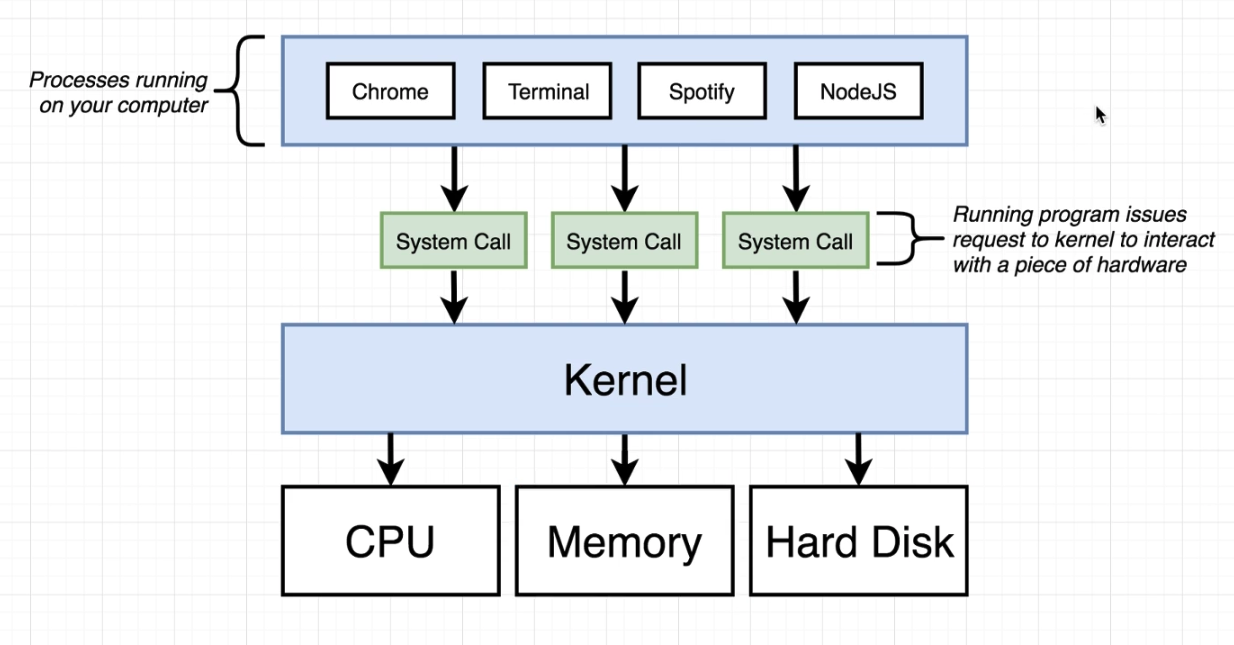 Processes running
on your computer
Chrome
Terminal
Spotify
NodeJS
System Call
System Call
System Call
Running program issues
request to kernel to interact
with a piece of hardware
Kernel
CPU
Memory
Hard Disk